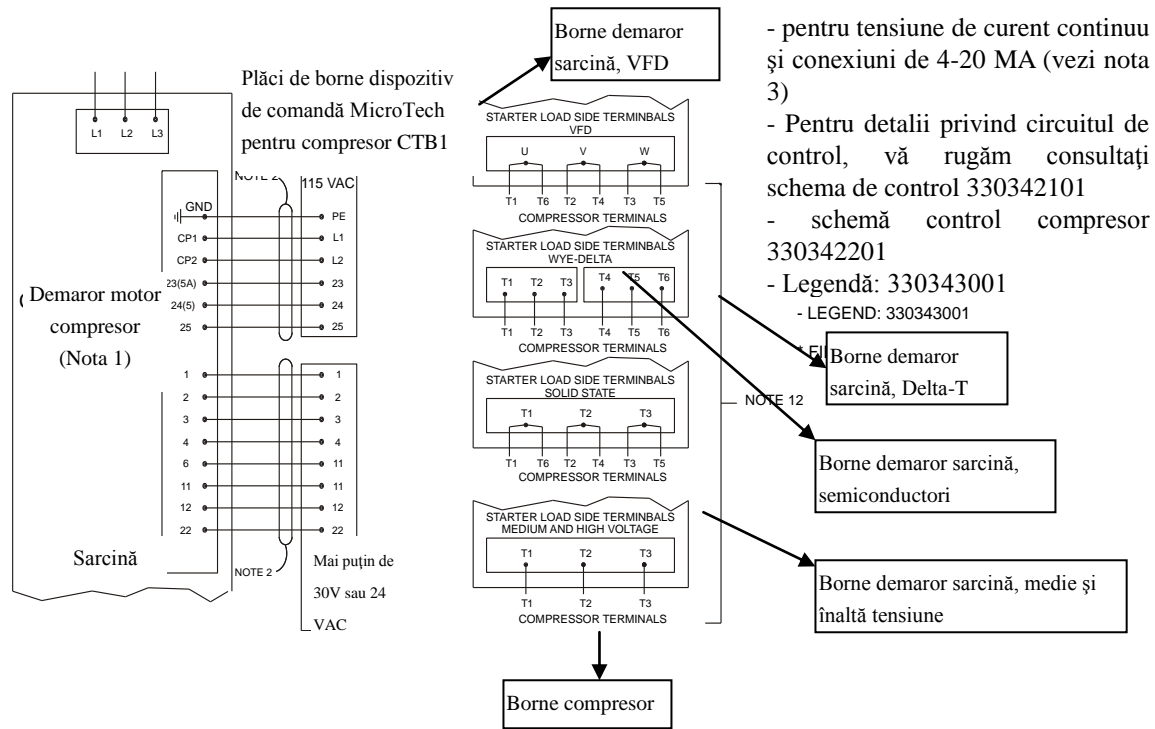 Borne demaror
sarcină, VFD
- pentru tensiune de curent continuu
şi conexiuni de 4-20 MA (vezi nota
3)
- Pentru detalii privind circuitul de
control, vă rugăm consultaţi
schema de control 330342101
- schemă control compresor
330342201
- Legendă: 330343001
- LEGEND: 330343001
Plăci de borne dispozitiv
de comandă MicroTech
pentru compresor CTB1
L1 L2 L3
NOTE 2
115 VAC
GND PE
CP1 L1
CP2 L2
23(5A) 23
24(5) 24
25 25
Demaror motor
compresor
(Nota 1)
1 1
2 2
3 3
4 4
6 11
11 11
12 12
22 22
Sarcină
NOTE 2
Mai puţin de
30V sau 24
VAC
STARTER LOAD SIDE TERMINBALS
VFD
U V W
T1 T6 T2 T4 T3 T5
COMPRESSOR TERMINALS
STARTER LOAD SIDE TERMINBALS
WYE-DELTA
T1 T2 T3 T4 T5 T6
T1 T2 T3 T4 T5 T6
COMPRESSOR TERMINALS
STARTER LOAD SIDE TERMINBALS
SOLID STATE
T1 T2 T3
T1 T6 T2 T4 T3 T5
COMPRESSOR TERMINALS
STARTER LOAD SIDE TERMINBALS
MEDIUM AND HIGH VOLTAGE
T1 T2 T3
T1 T2 T3
COMPRESSOR TERMINALS
NOTE 12
Borne demaror
sarcină, Delta-T
Borne demaror sarcină,
semiconductori
Borne demaror sarcină, medie şi
înaltă tensiune
Borne compresor